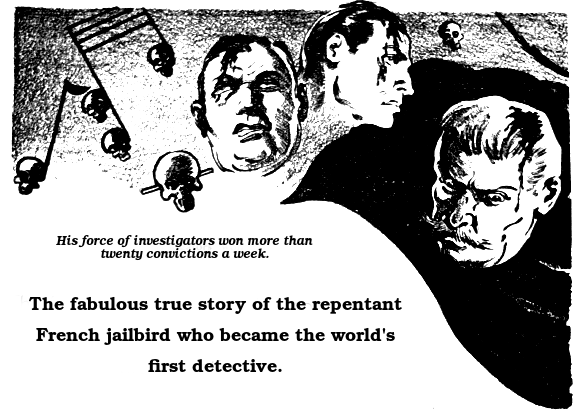 His force of investigators won more than
twenty convictions a week.
The fabulous true story of the repentant
French jailbird who became the world's
first detective.